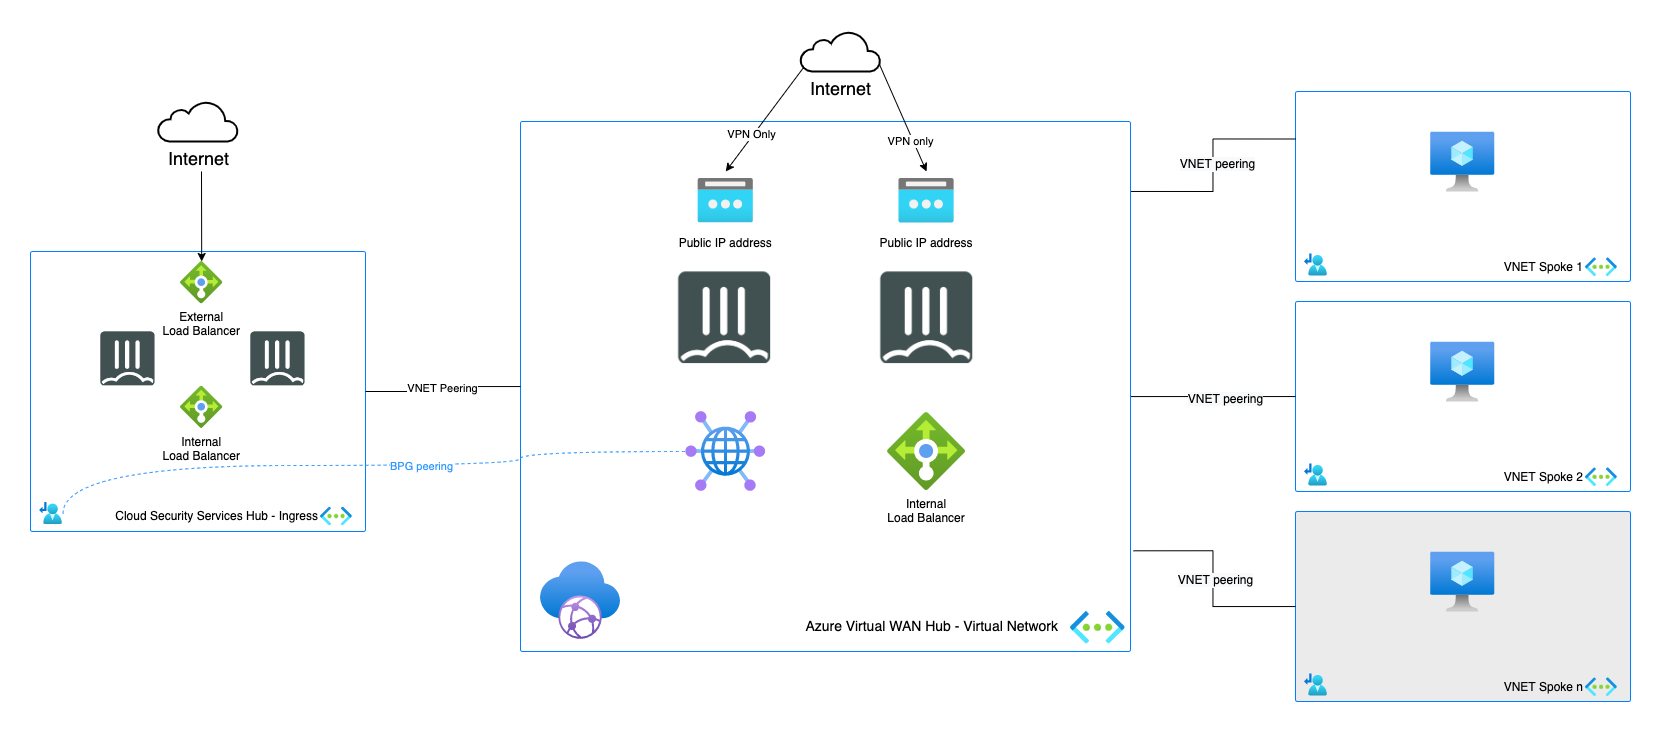 Internet
Internet
VPN Only
VPN only
Public IP address
Public IP address
External
Load Balancer
Internal
Load Balancer
Cloud Security Services Hub - Ingress
VNET Peering
BPG peering
Internal
Load Balancer
Azure Virtual WAN Hub - Virtual Network
VNET peering
VNET peering
VNET peering
VNET Spoke 1
VNET Spoke 2
VNET Spoke n